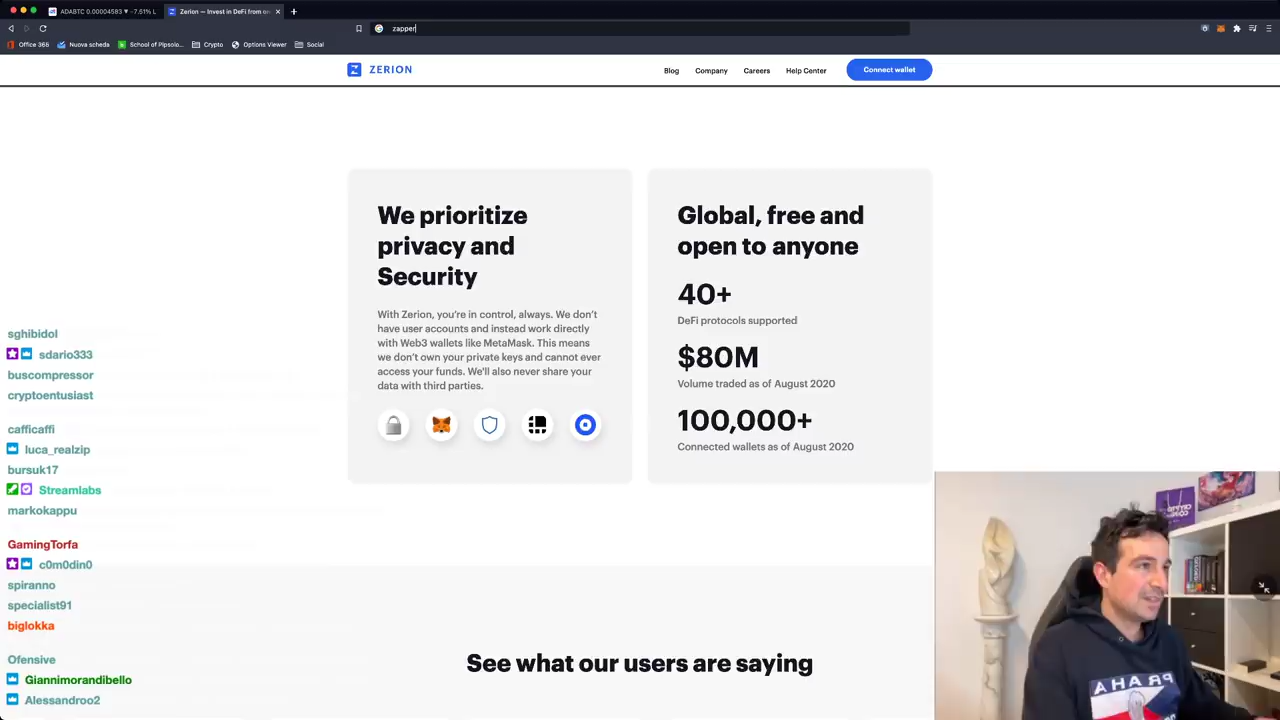 ADABTC 0.00004583 ▼ −7.61% L
Zerion — Invest in DeFi from on
zapper
Office 365
Nuova scheda
School of Pipsolo...
Crypto
Options Viewer
Social
ZERION
Blog
Company
Careers
Help Center
Connect wallet
We prioritize
privacy and
Security
With Zerion, you're in control, always. We don't
have user accounts and instead work directly
with Web3 wallets like MetaMask. This means
we don't own your private keys and cannot ever
access your funds. We'll also never share your
data with third parties.
Global, free and
open to anyone
40+
DeFi protocols supported
$80M
Volume traded as of August 2020
100,000+
Connected wallets as of August 2020
See what our users are saying
sghibidol
sdario333
buscompressor
cryptoentusiast
cafficaffi
luca_realzip
bursuk17
Streamlabs
markokappu
GamingTorfa
c0m0din0
spiranno
specialist91
biglokka
Ofensive
Giannimorandibello
Alessandroo2